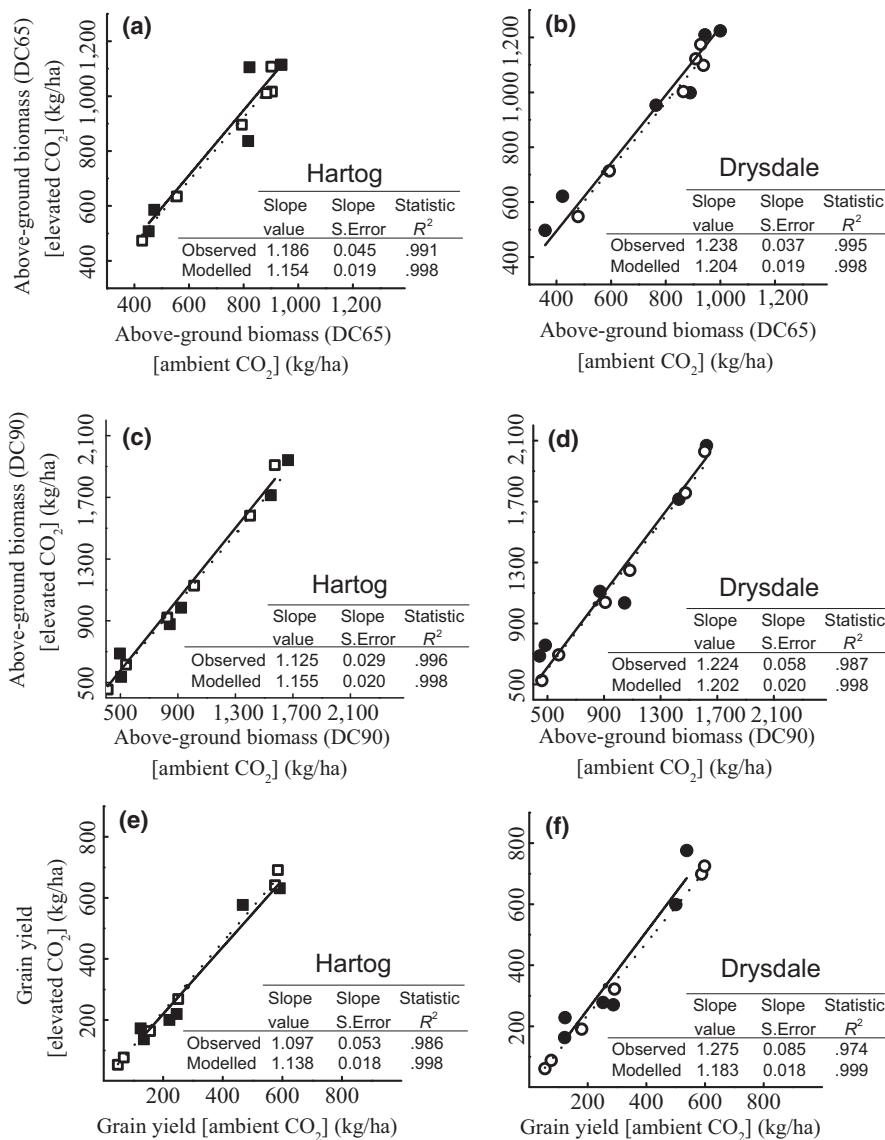 (a)
Above-ground biomass (DC65)
[elevated CO₂] (kg/ha)
1,200
1,000
800
600
400
Hartog
Slope Slope Statistic
value S.Error R²
Observed 1.186 0.045 .991
Modelled 1.154 0.019 .998
400 600 800 1,000 1,200
Above-ground biomass (DC65)
[ambient CO₂] (kg/ha)
(b)
1,200
1,000
800
600
400
Drysdale
Slope Slope Statistic
value S.Error R²
Observed 1.238 0.037 .995
Modelled 1.204 0.019 .998
400 600 800 1,000 1,200
Above-ground biomass (DC65)
[ambient CO₂] (kg/ha)
(c)
Above-ground biomass (DC90)
[elevated CO₂] (kg/ha)
2,100
1,700
1300
900
500
Hartog
Slope Slope Statistic
value S.Error R²
Observed 1.125 0.029 .996
Modelled 1.155 0.020 .998
500 900 1,300 1,700 2,100
Above-ground biomass (DC90)
[ambient CO₂] (kg/ha)
(d)
2,100
1,700
1300
900
500
Drysdale
Slope Slope Statistic
value S.Error R²
Observed 1.224 0.058 .987
Modelled 1.202 0.020 .998
500 900 1,300 1,700 2,100
Above-ground biomass (DC90)
[ambient CO₂] (kg/ha)
(e)
Grain yield
[elevated CO₂] (kg/ha)
800
600
400
200
Hartog
Slope Slope Statistic
value S.Error R²
Observed 1.097 0.053 .986
Modelled 1.138 0.018 .998
200 400 600 800
Grain yield [ambient CO₂] (kg/ha)
(f)
800
600
400
200
Drysdale
Slope Slope Statistic
value S.Error R²
Observed 1.275 0.085 .974
Modelled 1.183 0.018 .999
200 400 600 800
Grain yield [ambient CO₂] (kg/ha)